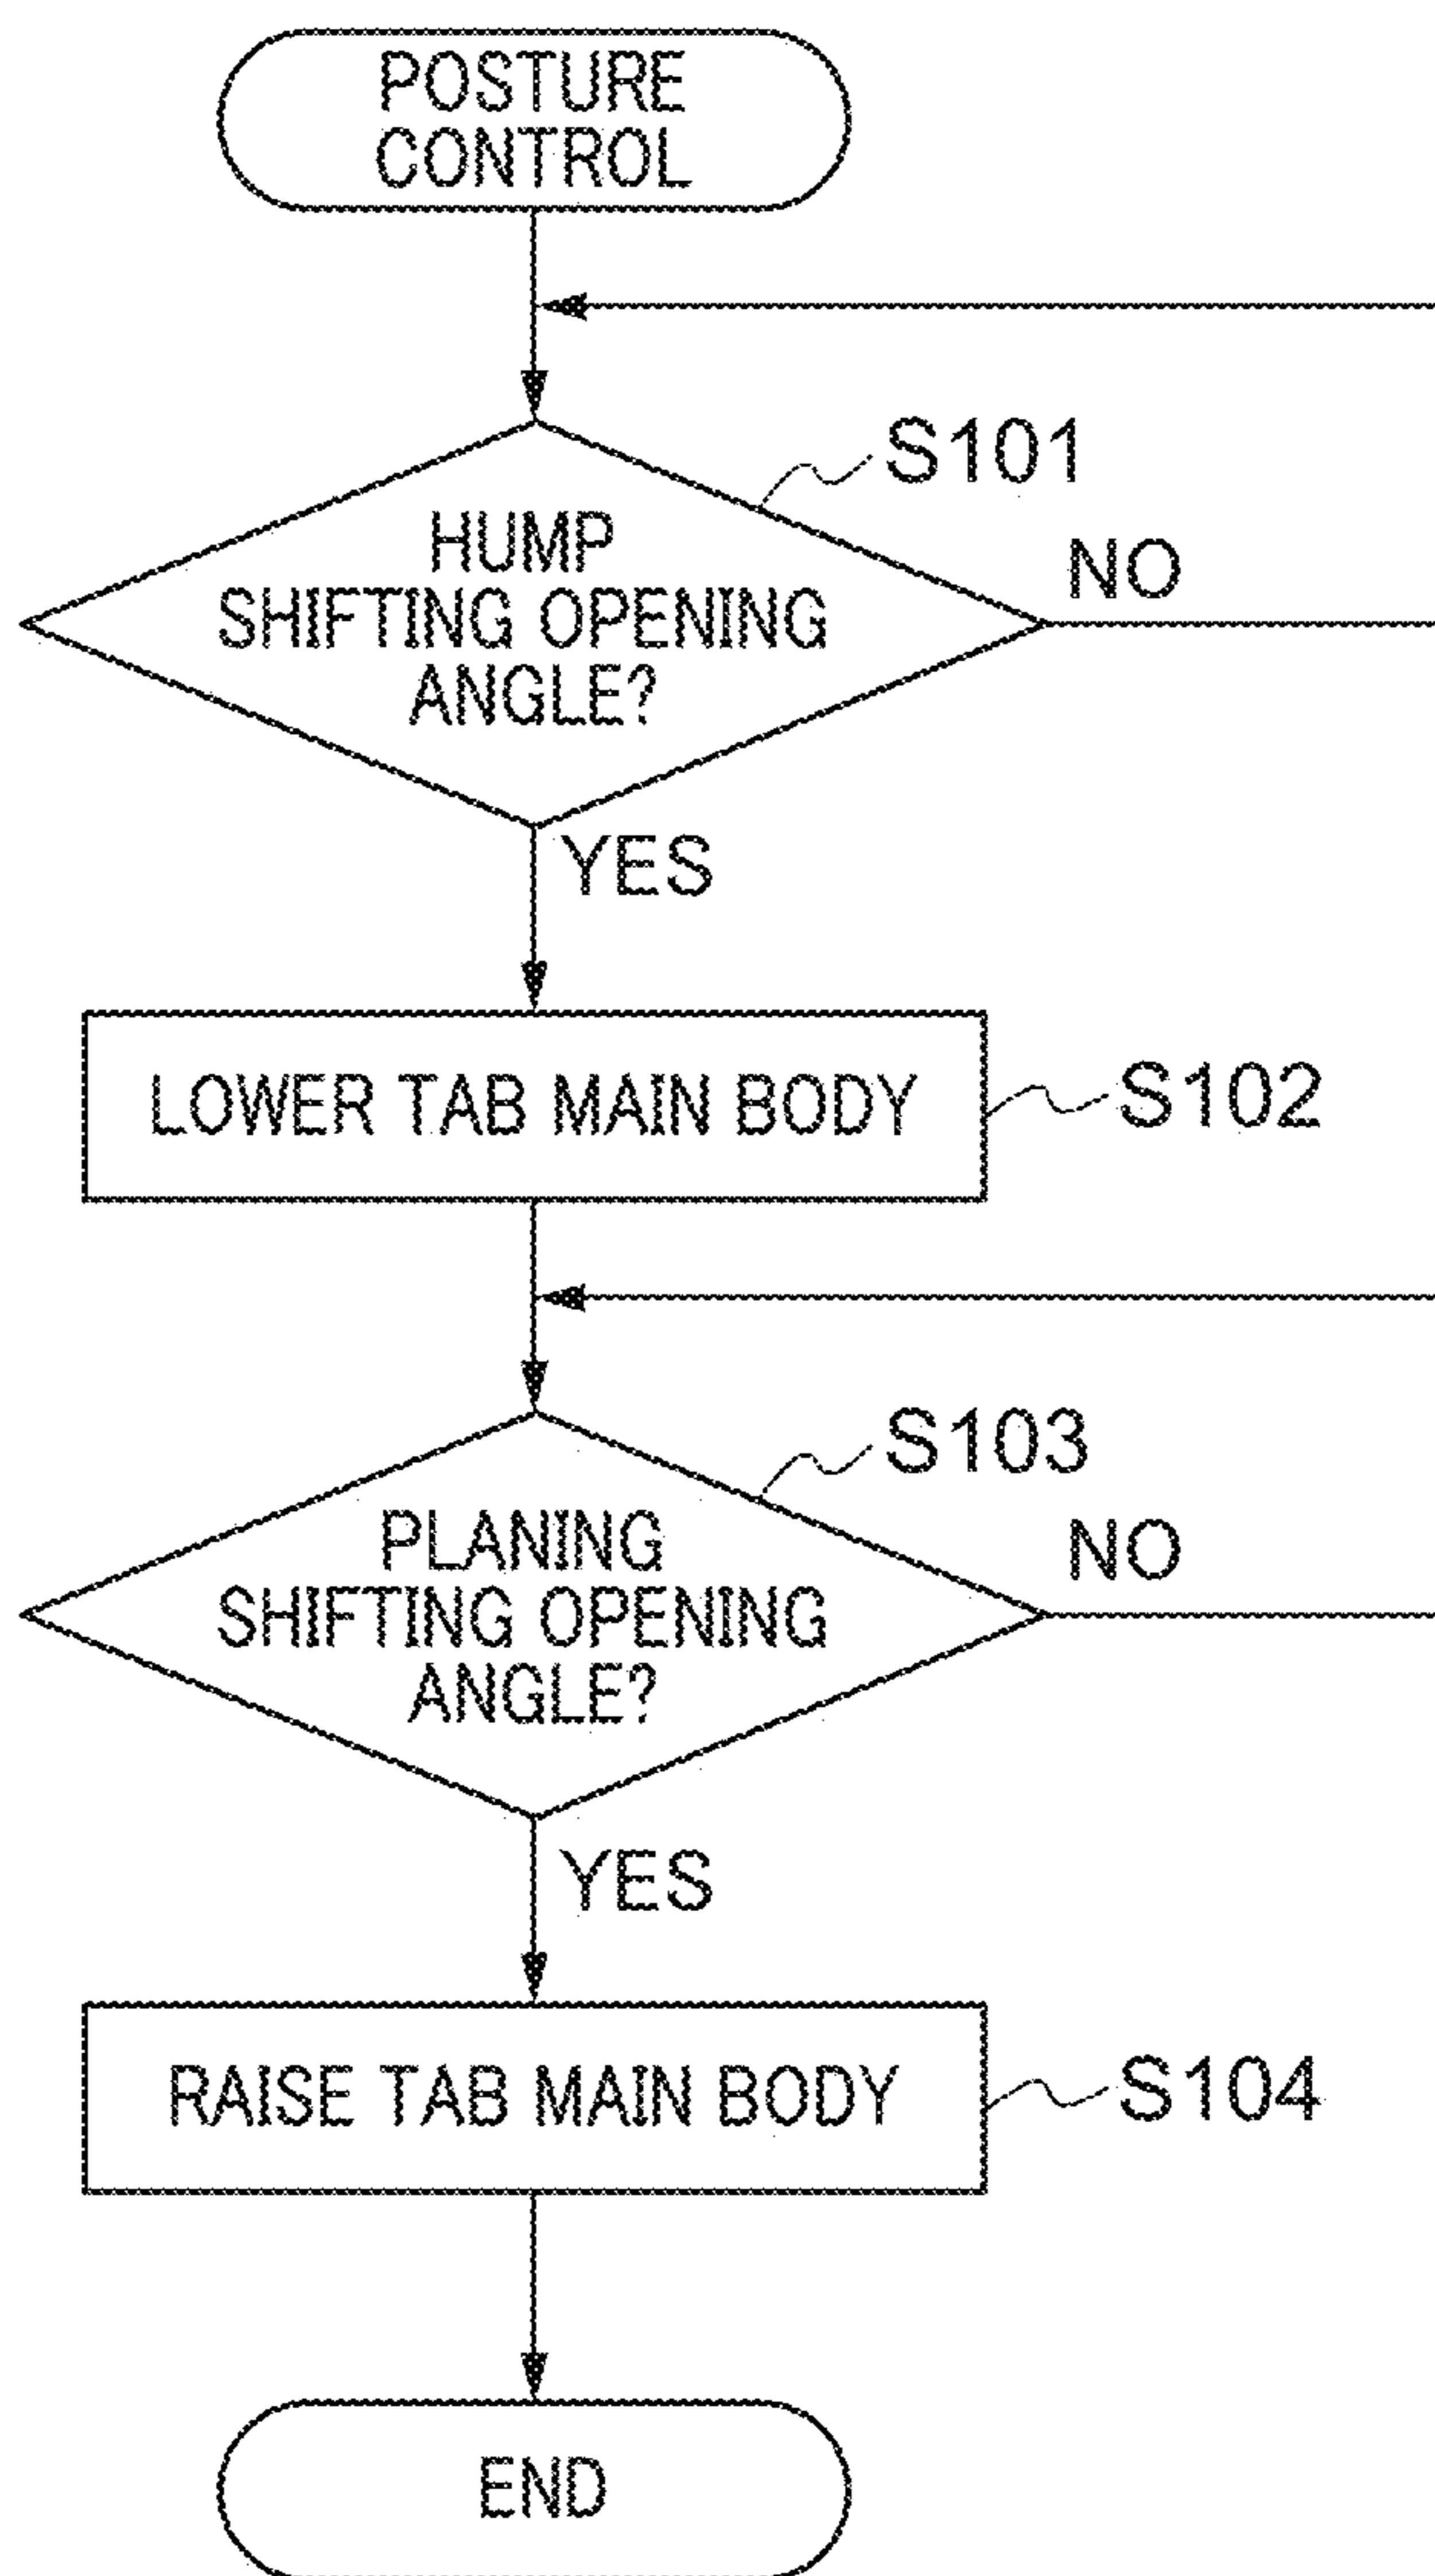 POSTURE
CONTROL
S101
HUMP
SHIFTING OPENING
ANGLE?
NO
YES
LOWER TAB MAIN BODY
S102
S103
PLANING
SHIFTING OPENING
ANGLE?
NO
YES
RAISE TAB MAIN BODY
S104
END